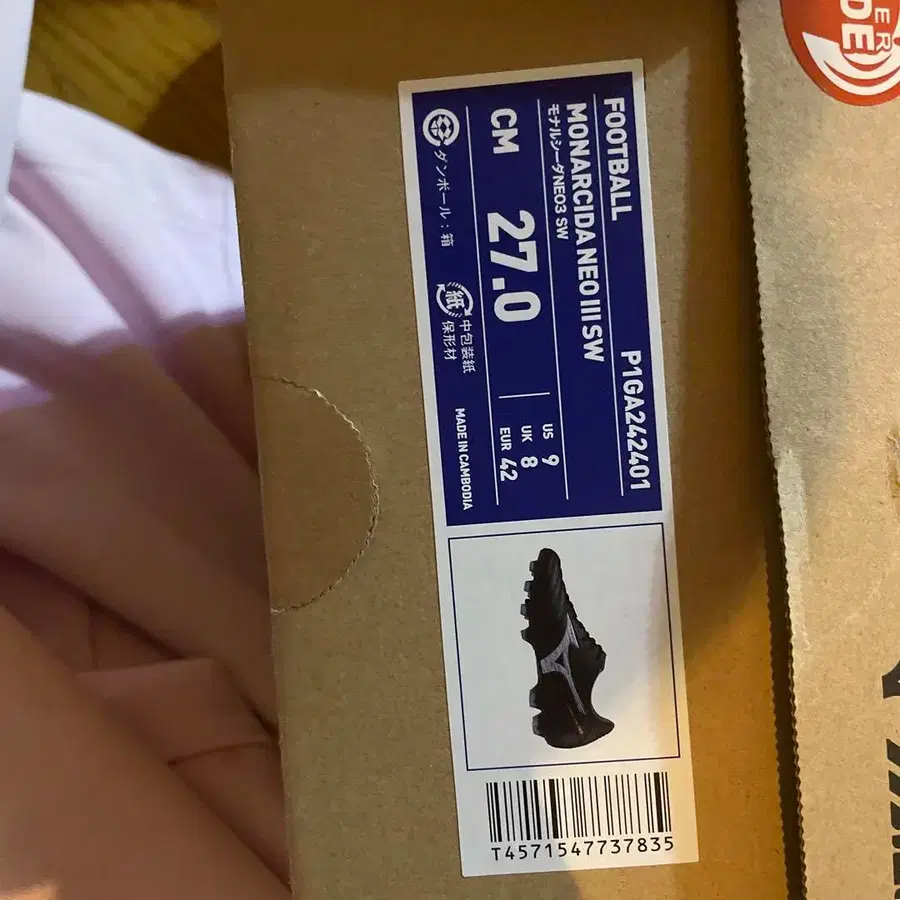 FOOTBALL
P1GA242401
MONARCIDA NEO III SW
モナルシーダNEO3 SW
CM 27.0
US 9
UK 8
EUR 42
ダンボール:箱
紙
中包装紙
保形材
MADE IN CAMBODIA
T4571547737835